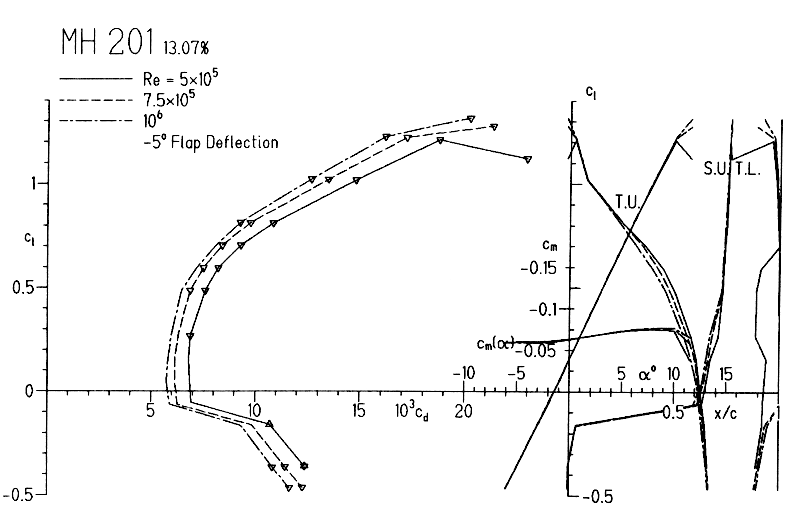 MH 201 13.07%
Re = 5×10⁵
7.5×10⁵
10⁶
-5° Flap Deflection
c_l
1
c_l
0.5
0
-0.5
5
10
15
10³c_d
20
c_l
S.U. T.L.
T.U.
c_m
-0.15
-0.1
c_m(α)
-0.05
-10
-5
5
α°
10
15
0.5
x/c
1
-0.5